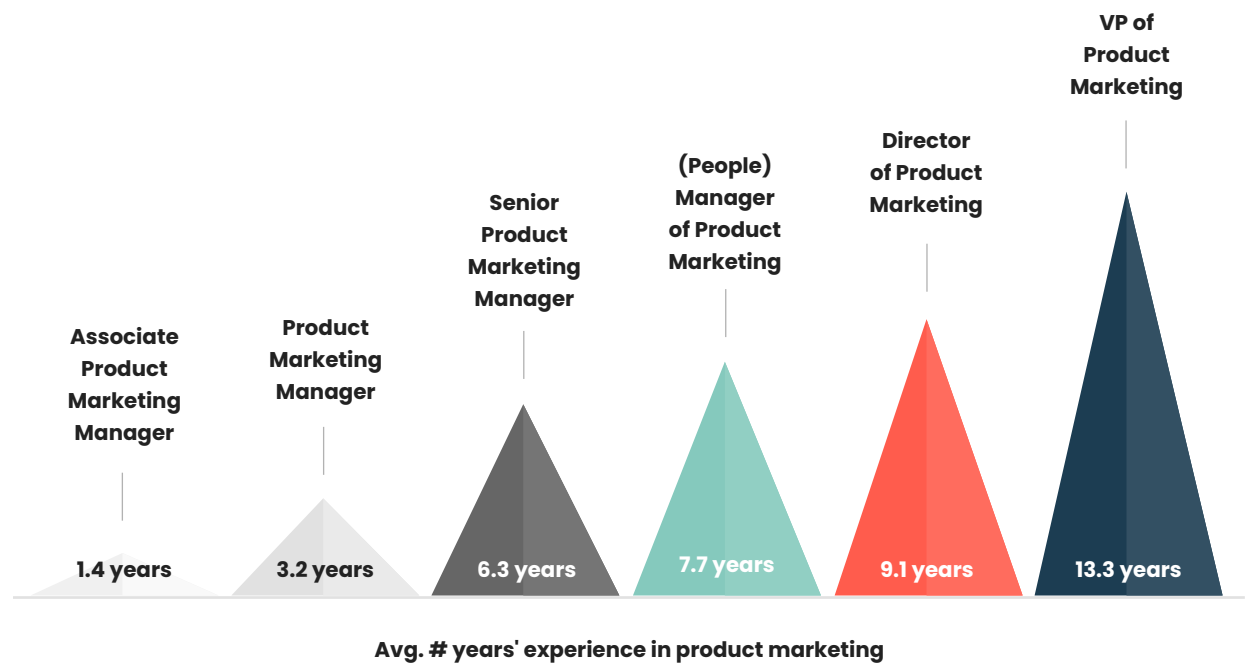 Associate
Product
Marketing
Manager
1.4 years
Product
Marketing
Manager
3.2 years
Senior
Product
Marketing
Manager
6.3 years
(People)
Manager
of Product
Marketing
7.7 years
Director
of Product
Marketing
9.1 years
VP of
Product
Marketing
13.3 years
Avg. # years' experience in product marketing